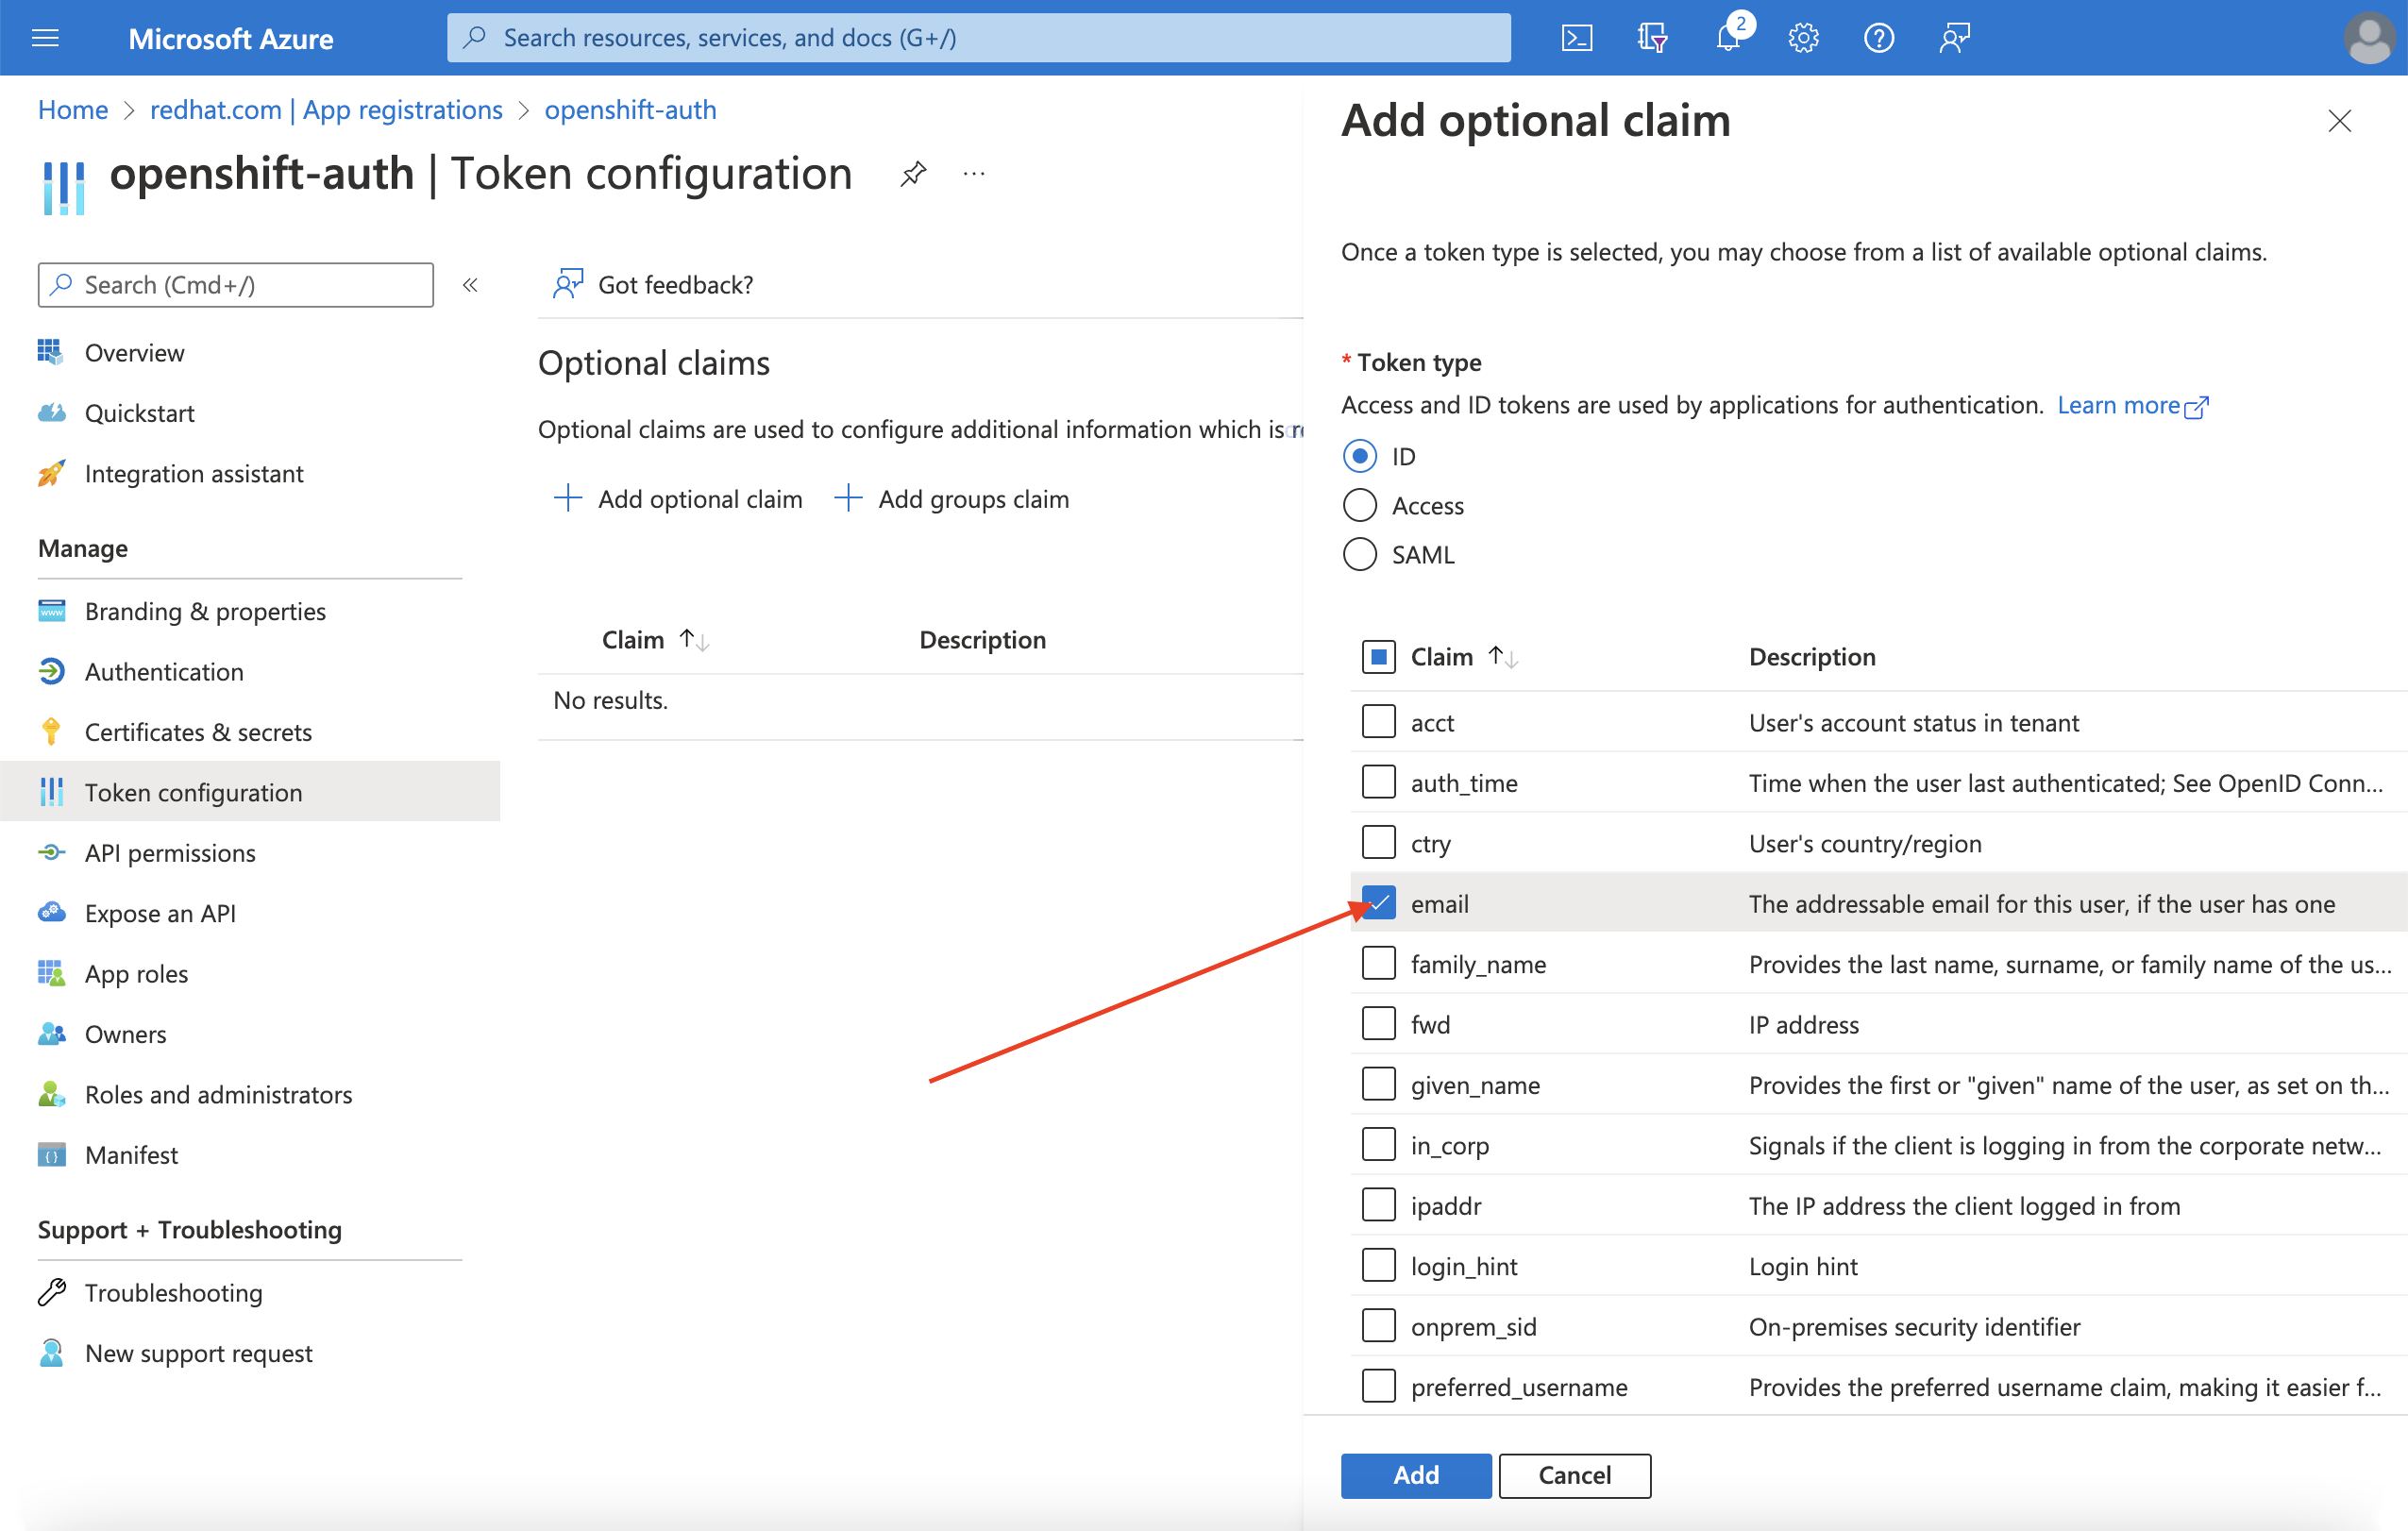 Microsoft Azure
Search resources, services, and docs (G+/)
2
Home > redhat.com | App registrations > openshift-auth
openshift-auth | Token configuration
...
Search (Cmd+/)
«
Overview
Quickstart
Integration assistant
Manage
Branding & properties
Authentication
Certificates & secrets
Token configuration
API permissions
Expose an API
App roles
Owners
Roles and administrators
Manifest
Support + Troubleshooting
Troubleshooting
New support request
Got feedback?
Optional claims
Optional claims are used to configure additional information which is
+ Add optional claim + Add groups claim
Claim ↑↓ Description
No results.
Add optional claim
Once a token type is selected, you may choose from a list of available optional claims.
* Token type
Access and ID tokens are used by applications for authentication. Learn more
ID
Access
SAML
Claim ↑↓ Description
acct User's account status in tenant
auth_time Time when the user last authenticated; See OpenID Conn...
ctry User's country/region
email The addressable email for this user, if the user has one
family_name Provides the last name, surname, or family name of the us...
fwd IP address
given_name Provides the first or "given" name of the user, as set on th...
in_corp Signals if the client is logging in from the corporate netw...
ipaddr The IP address the client logged in from
login_hint Login hint
onprem_sid On-premises security identifier
preferred_username Provides the preferred username claim, making it easier f...
Add Cancel